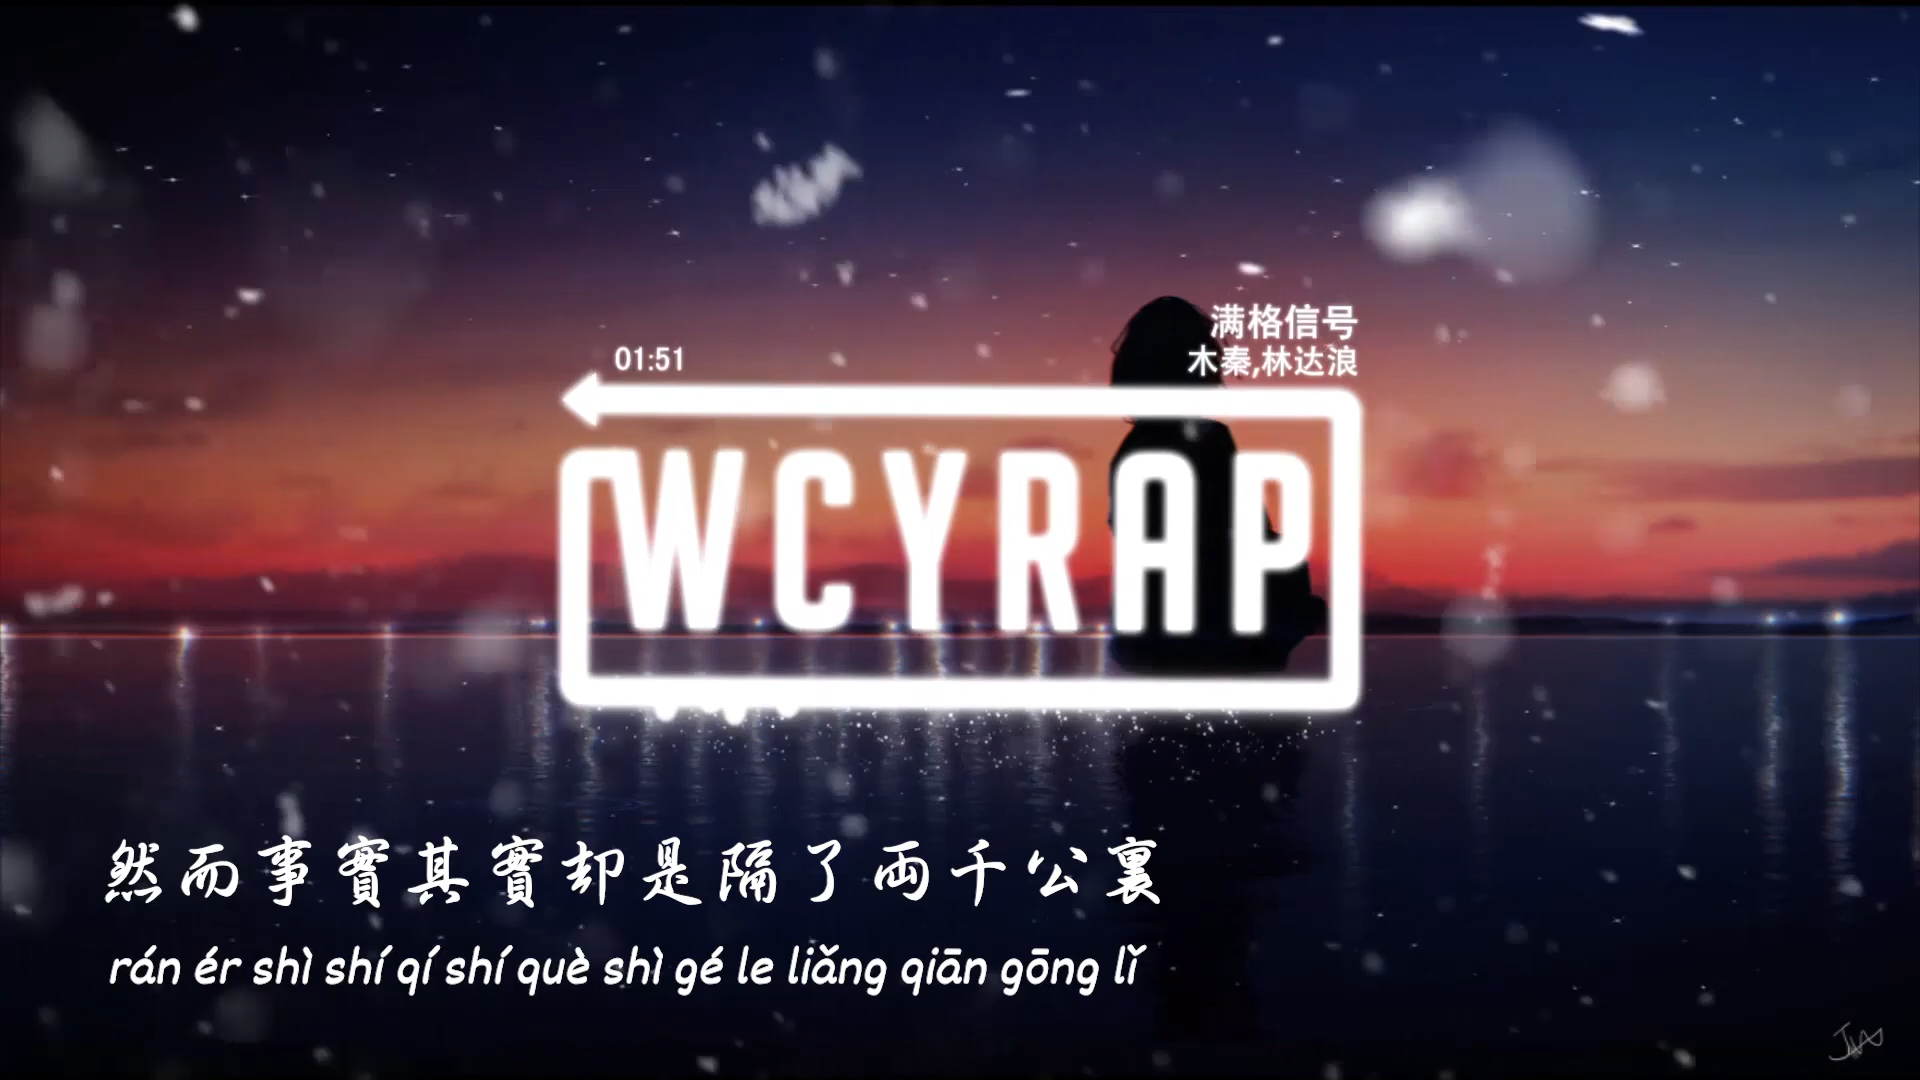 满格信号
01:51
木秦,林达浪
WCYRAP
然而事實其實却是隔了両千公裏
rán ér shì shí qí shí què shì gé le liǎng qiān gōng lǐ